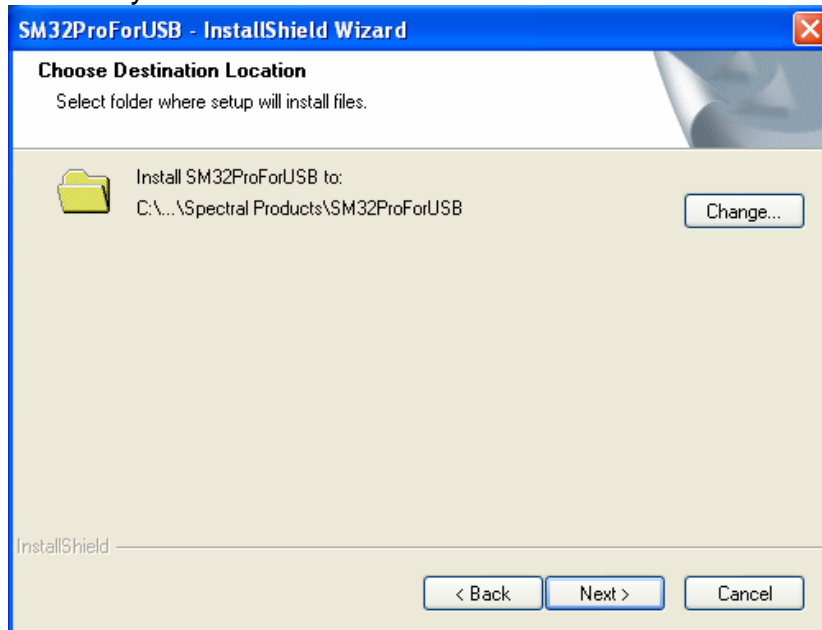 SM32ProForUSB - InstallShield Wizard
Choose Destination Location
Select folder where setup will install files.
Install SM32ProForUSB to:
C:\...\Spectral Products\SM32ProForUSB
Change...
InstallShield
< Back
Next >
Cancel